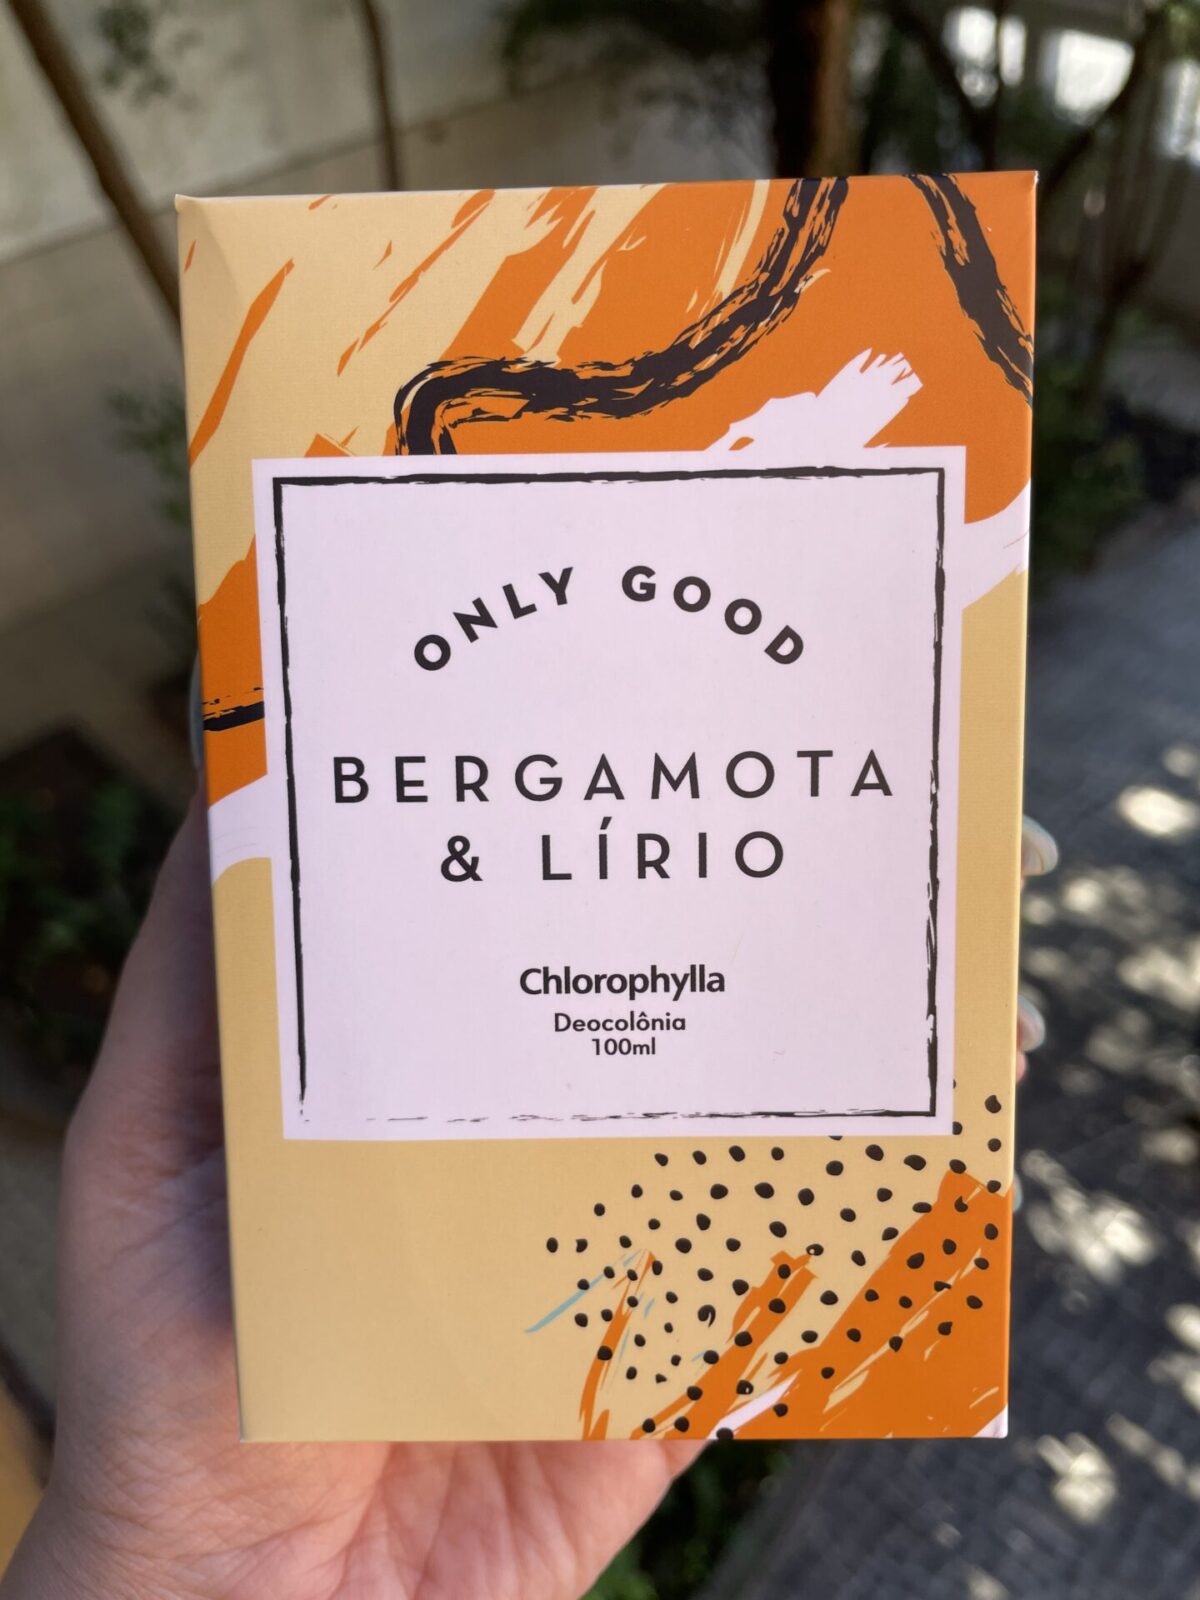 ONLY GOOD
BERGAMOTA
& LÍRIO
Chlorophylla
Deocolônia
100ml